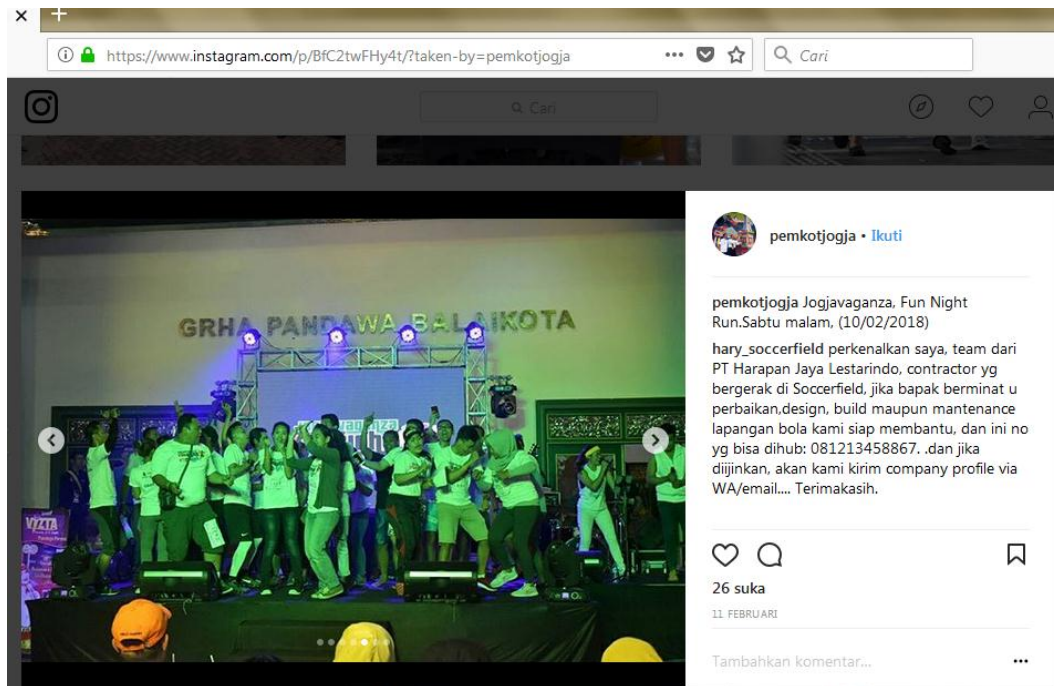 https://www.instagram.com/p/BfC2twFHy4t/?taken-by=pemkotjogja
Cari
Cari
GRHA PANDAWA BALAIKOTA
VIZTA
pemkotjogja • Ikuti
pemkotjogja Jogjavaganza, Fun Night
Run.Sabtu malam, (10/02/2018)
hary_soccerfield perkenalkan saya, team dari
PT Harapan Jaya Lestarindo, contractor yg
bergerak di Soccerfield, jika bapak berminat u
perbaikan,design, build maupun mantenance
lapangan bola kami siap membantu, dan ini no
yg bisa dihub: 081213458867. .dan jika
diijinkan, akan kami kirim company profile via
WA/email.... Terimakasih.
26 suka
11 FEBRUARI
Tambahkan komentar...